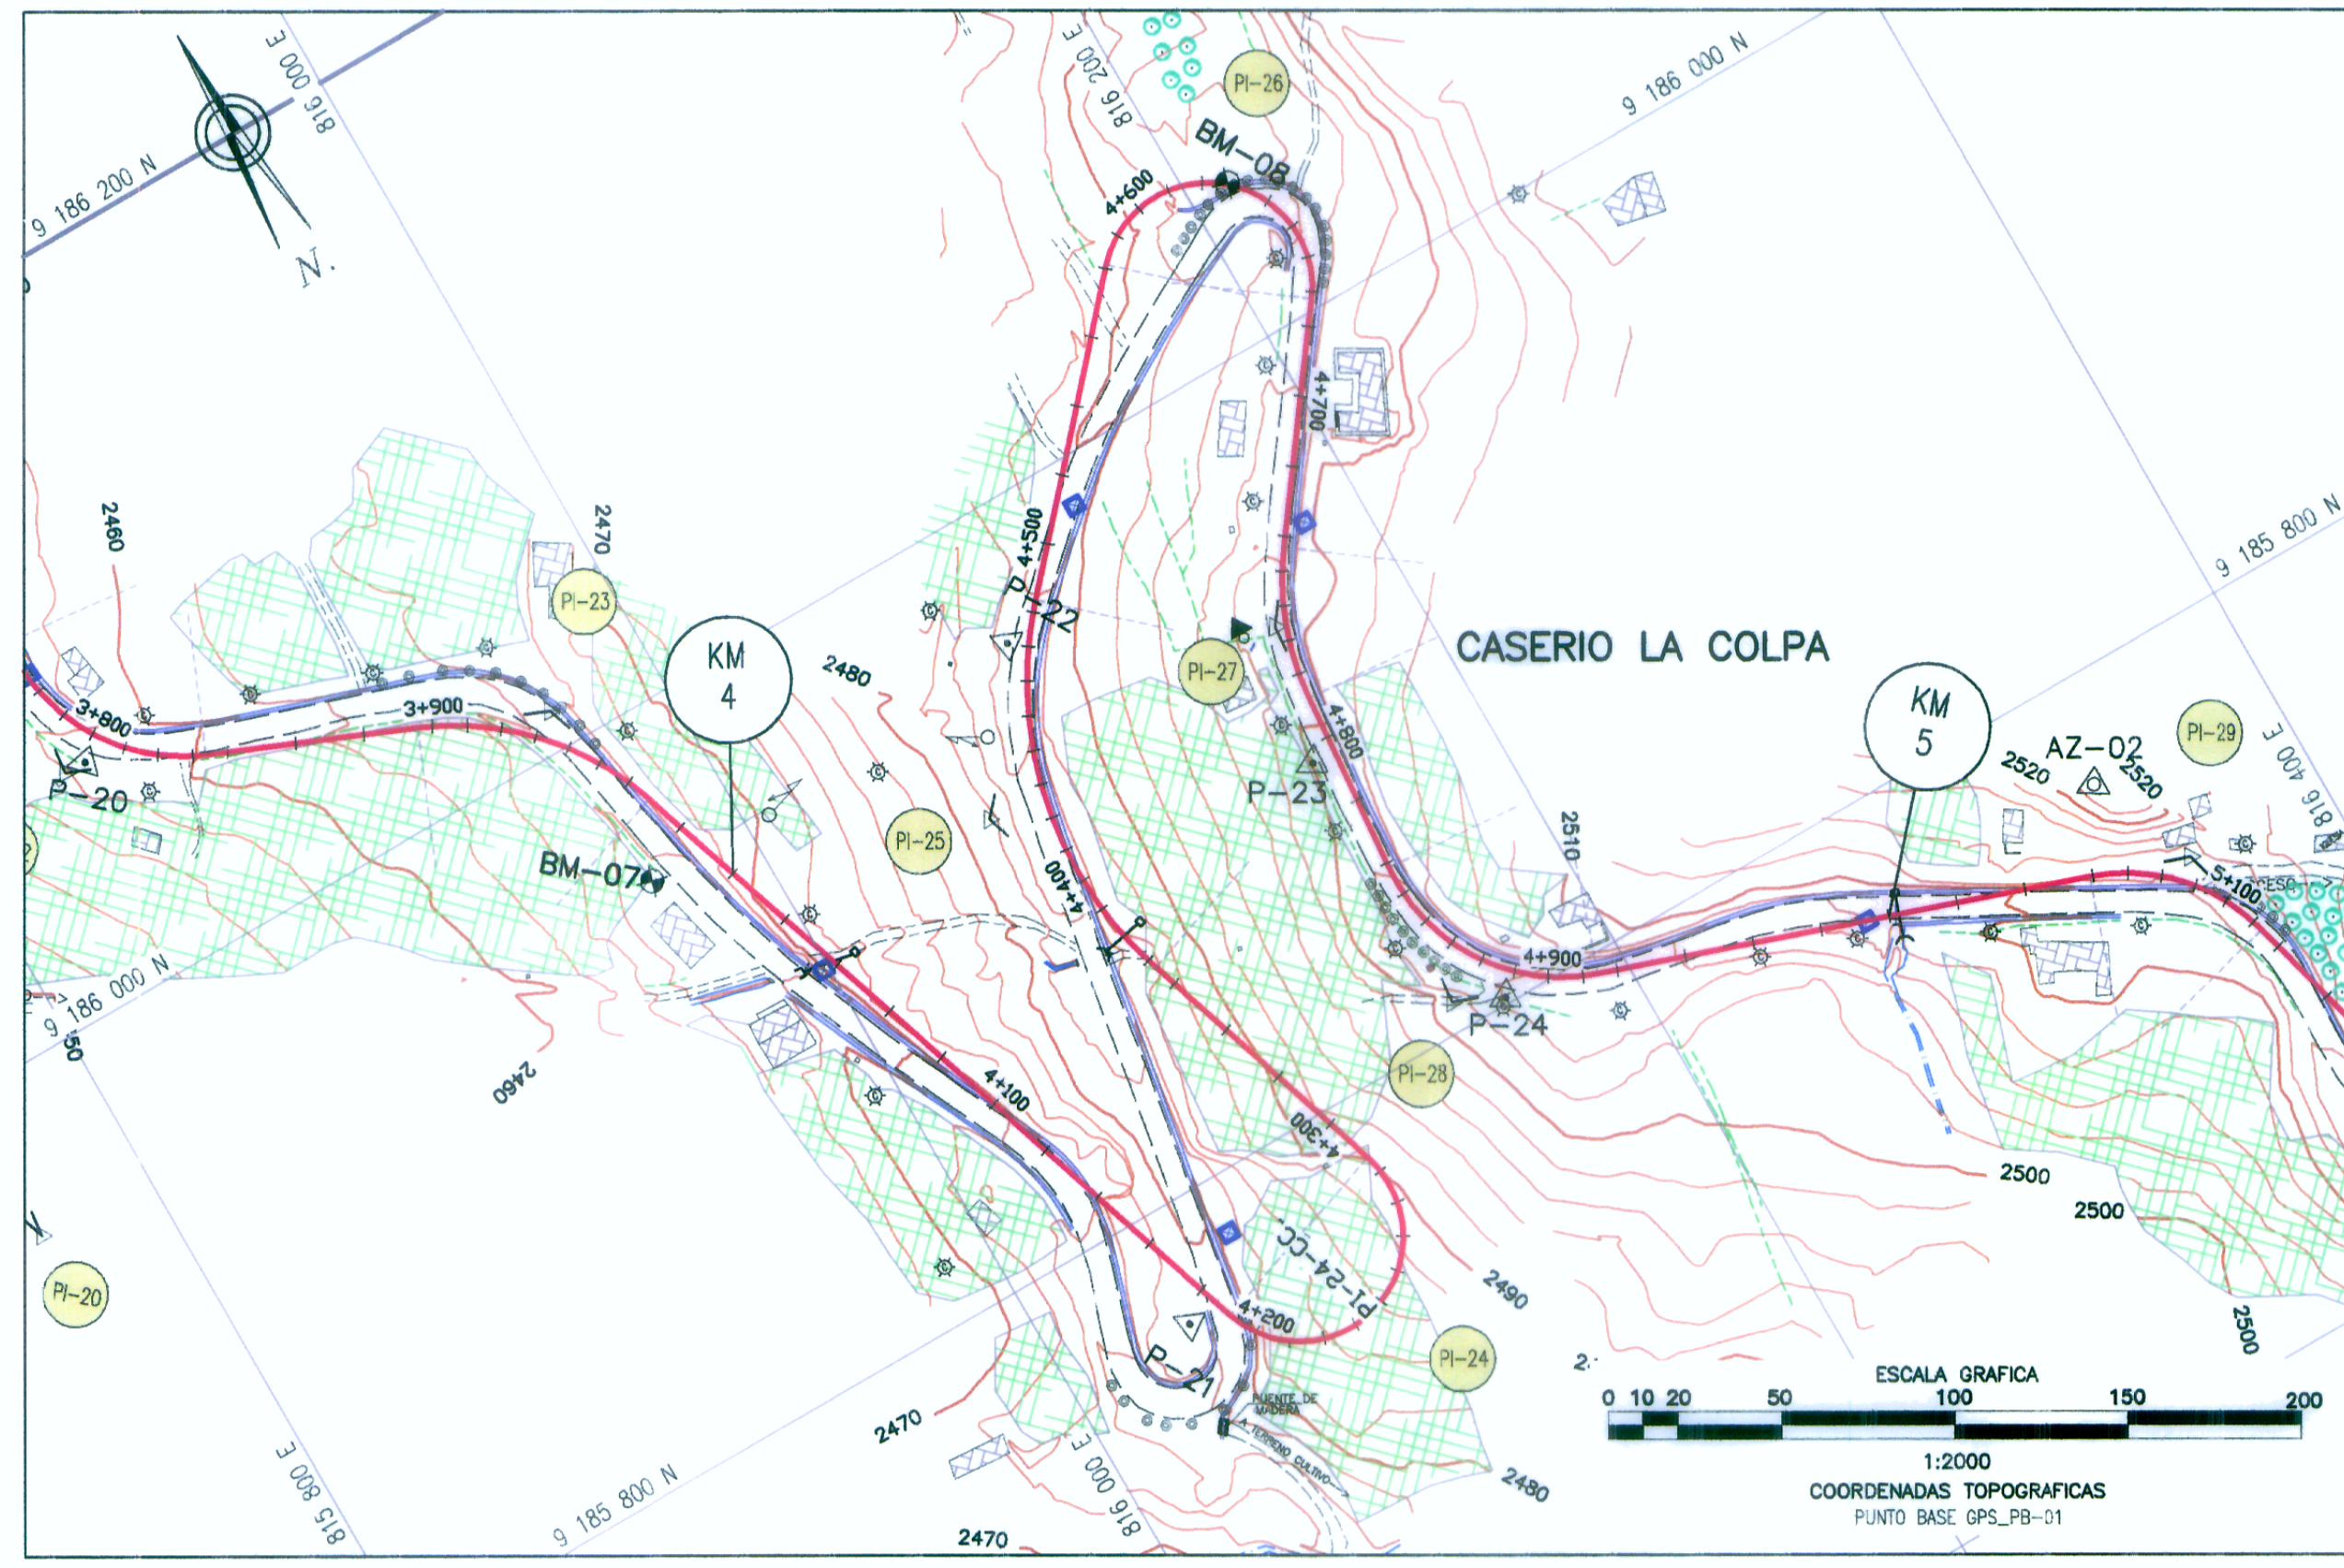 816 000 E
816 200 E
PI-26
9 186 000 N
9 186 200 N
BM-08
N.
4+600
4+700
2460
2470
4+500
9 185 800 N
PI-23
P-22
KM
4
2480
PI-27
CASERIO LA COLPA
KM
5
PI-29
3+800
3+900
4+800
AZ-02
2520
2520
816 400 E
P-20
P-23
2510
PI-25
BM-07
4+400
5+100
4+900
9 186 000 N
P-24
50
2460
4+100
PI-28
4+300
2500
2500
PI-20
PI-24-CC
2490
4+200
2500
P-21
PI-24
PUENTE DE
MADERA
TERRENO CULTIVO
2470
ESCALA GRAFICA
0 10 20 50 100 150 200
1:2000
COORDENADAS TOPOGRAFICAS
PUNTO BASE GPS_PB-01
815 800 E
9 185 800 N
816 000 E
2480
2470